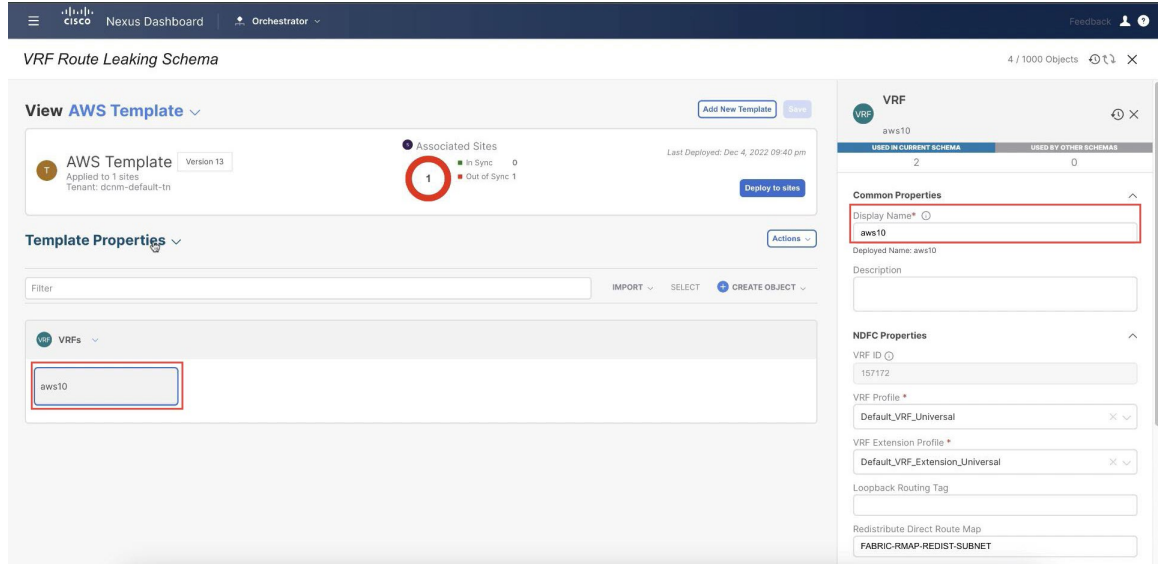 cisco Nexus Dashboard Orchestrator Feedback
VRF Route Leaking Schema 4 / 1000 Objects
View AWS Template Add New Template Save
T AWS Template Version 13
Applied to 1 sites
Tenant: dcnm-default-tn
Associated Sites
1
In Sync 0
Out of Sync 1
Last Deployed: Dec 4, 2022 09:40 pm
Deploy to sites
Template Properties Actions
Filter IMPORT SELECT CREATE OBJECT
VRF VRFs
aws10
VRF VRF
aws10
USED IN CURRENT SCHEMA USED BY OTHER SCHEMAS
2 0
Common Properties
Display Name*
aws10
Deployed Name: aws10
Description
NDFC Properties
VRF ID
157172
VRF Profile *
Default_VRF_Universal
VRF Extension Profile *
Default_VRF_Extension_Universal
Loopback Routing Tag
Redistribute Direct Route Map
FABRIC-RMAP-REDIST-SUBNET